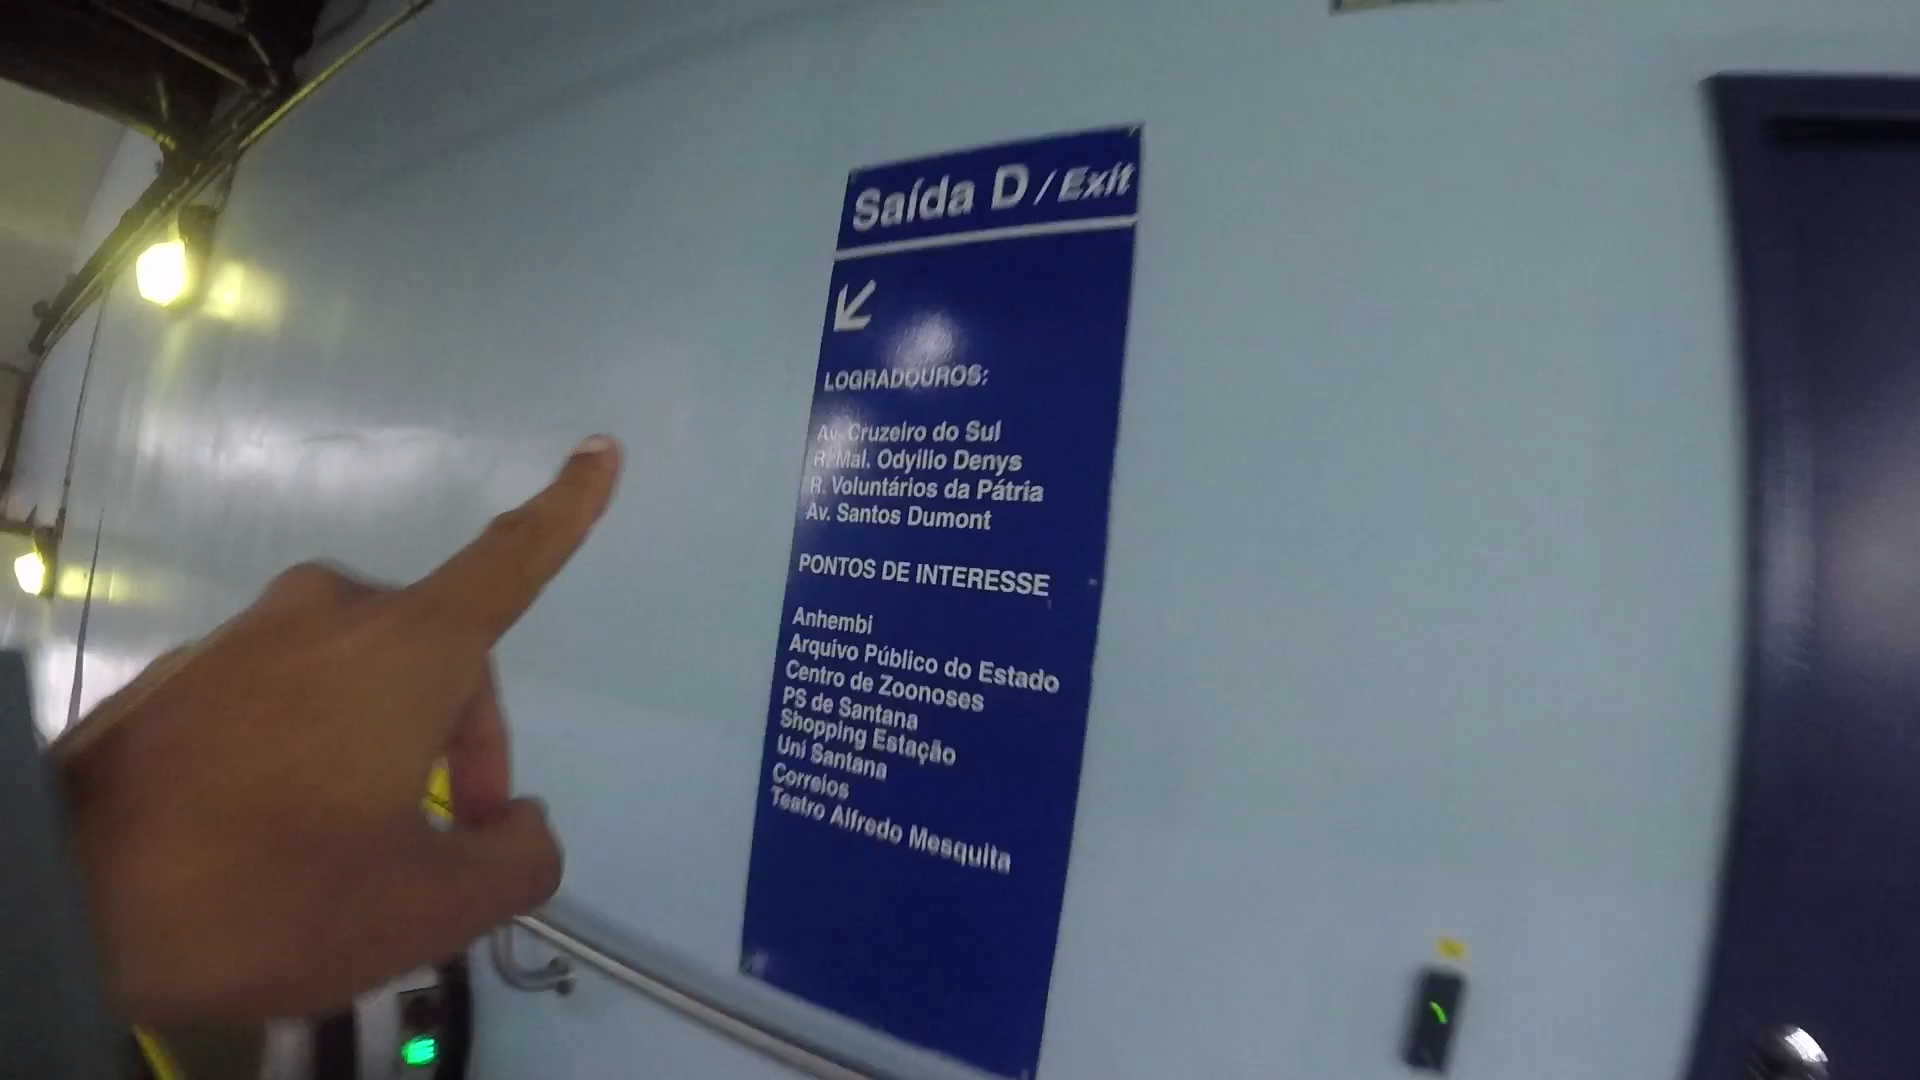 Saída D / Exit
LOGRADOUROS:
Av. Cruzeiro do Sul
R. Mal. Odyilio Denys
R. Voluntários da Pátria
Av. Santos Dumont
PONTOS DE INTERESSE
Anhembi
Arquivo Público do Estado
Centro de Zoonoses
PS de Santana
Shopping Estação
Uni Santana
Correios
Teatro Alfredo Mesquita